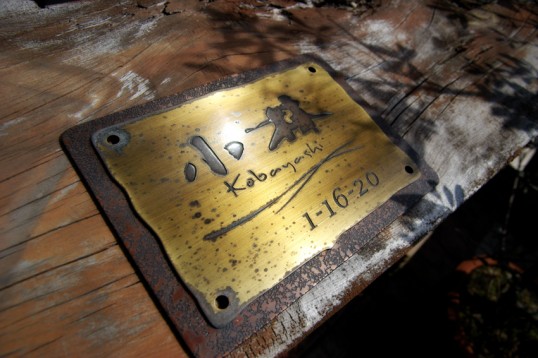 小林
Kobayashi
1-16-20